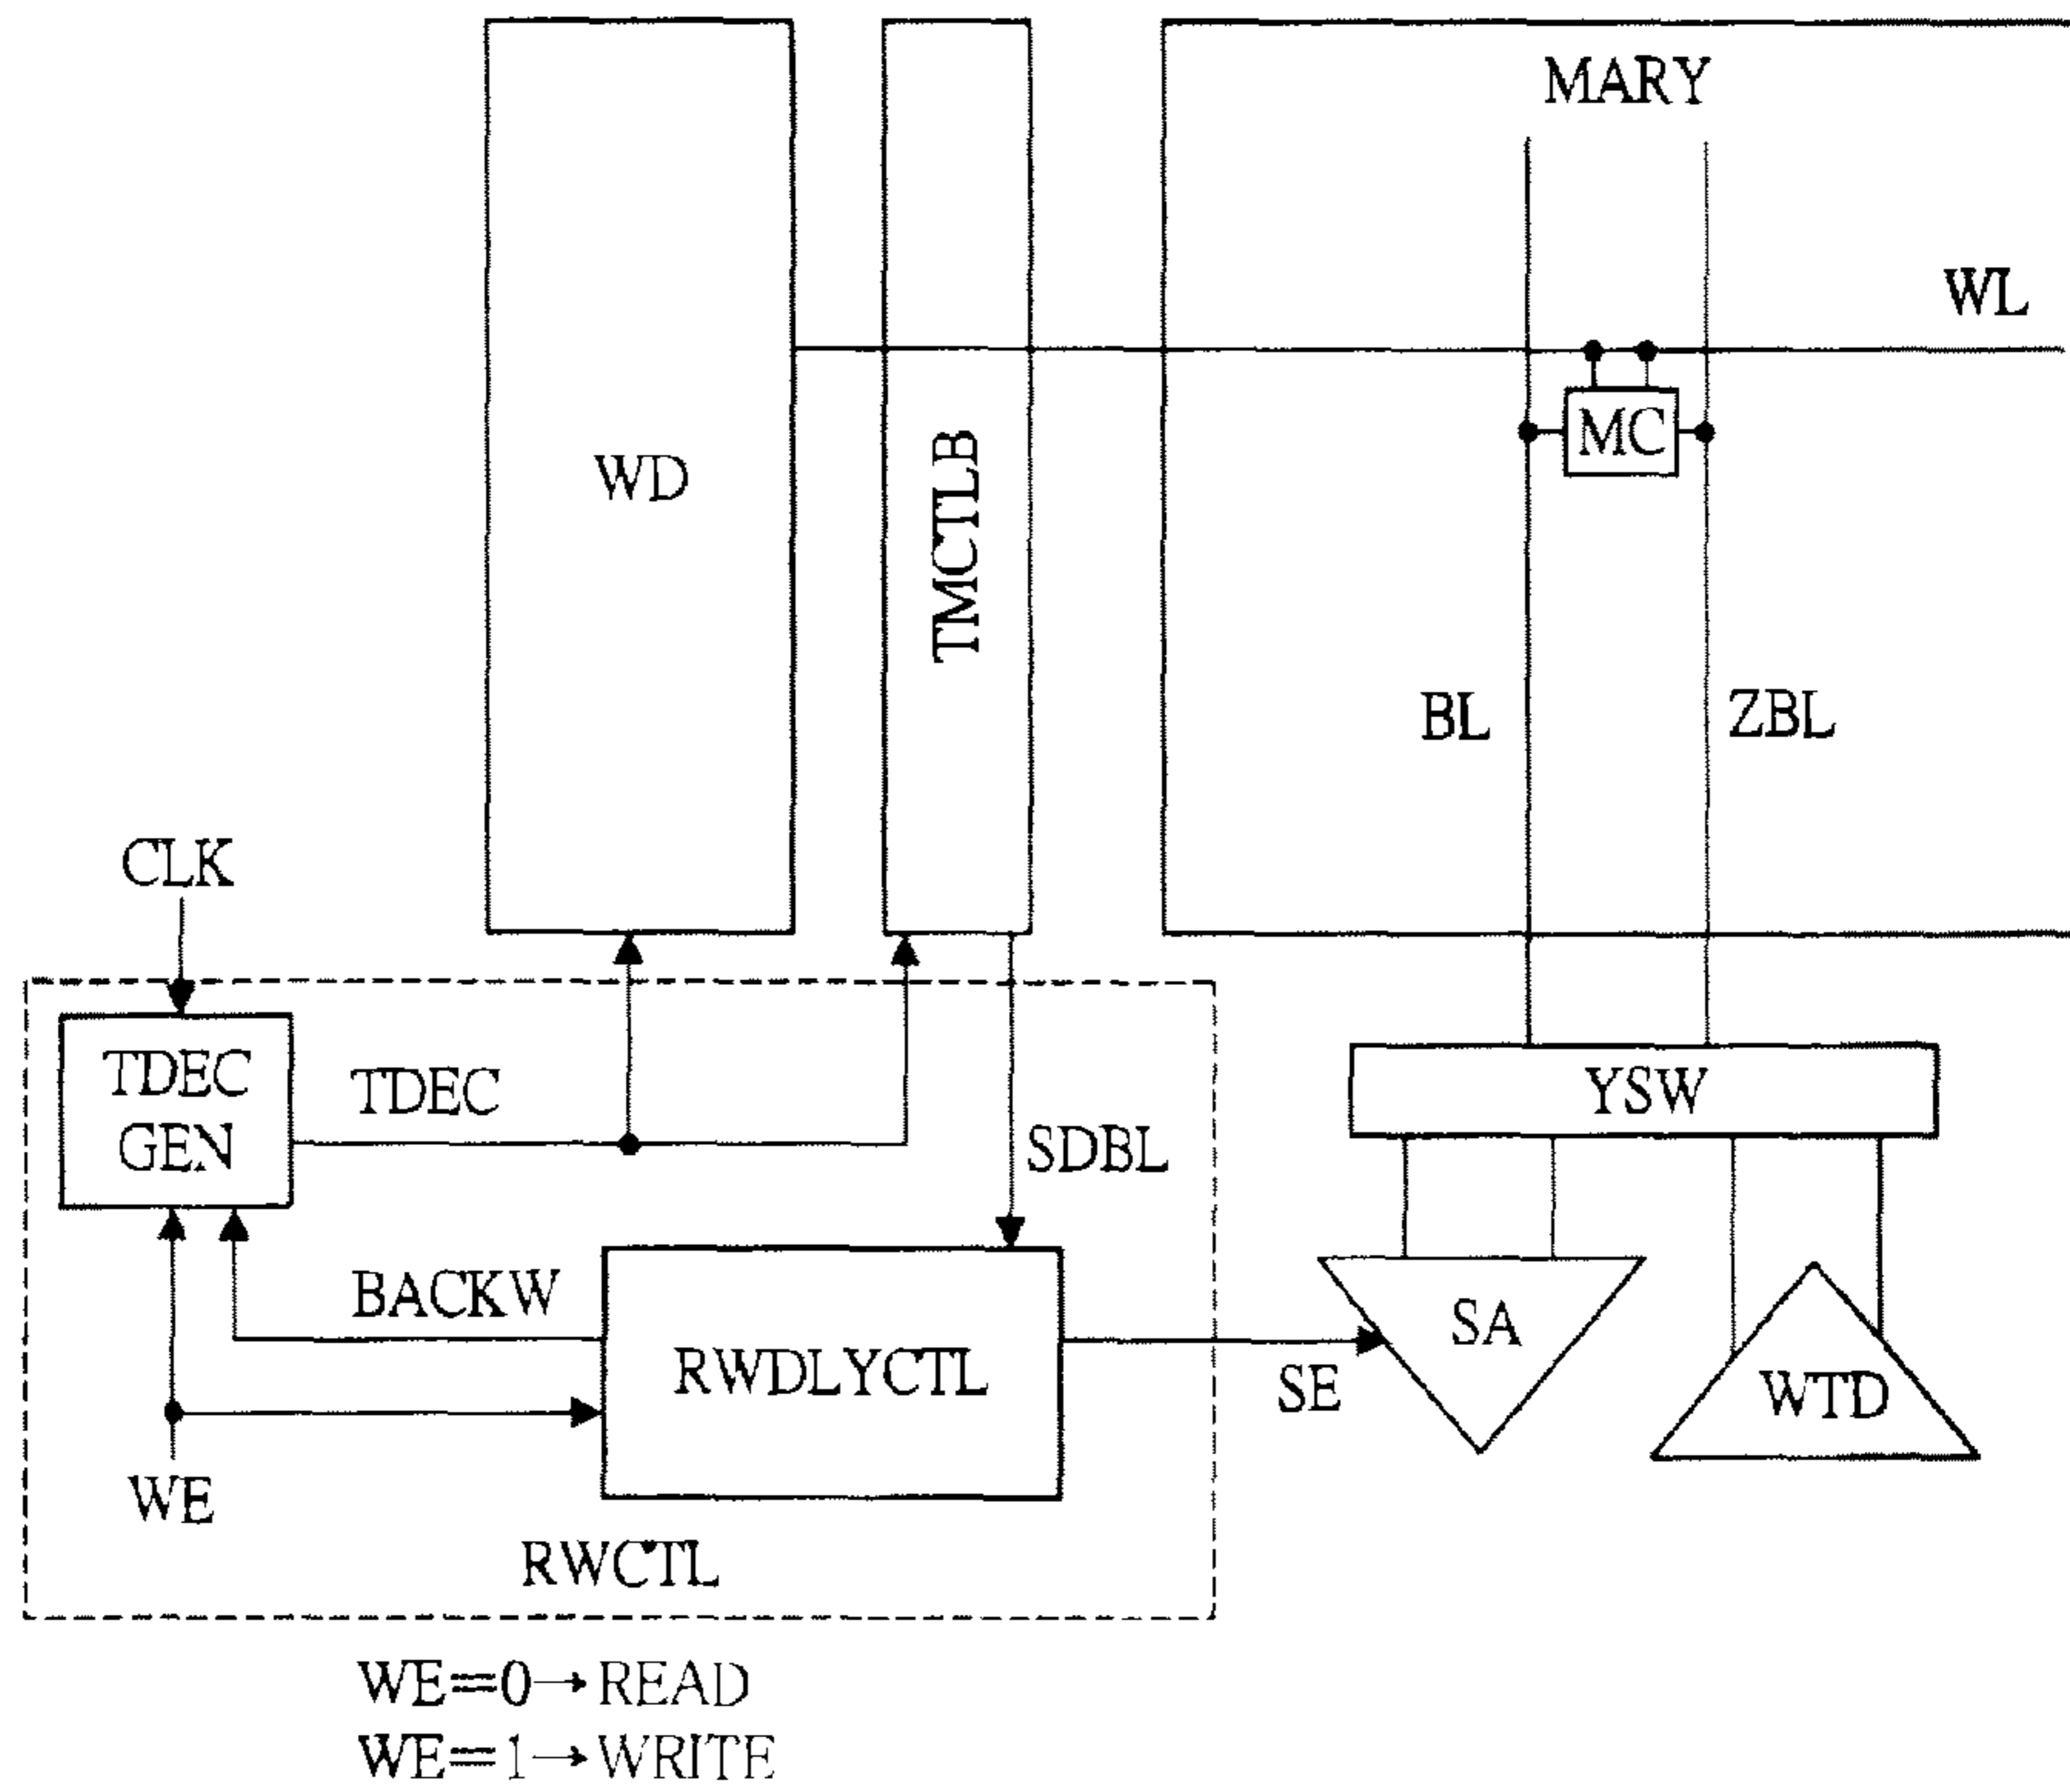 MARY
WL
MC
WD
TMCTLB
BL
ZBL
CLK
TDEC
GEN
TDEC
YSW
SDBL
BACKW
SA
RWDLYCTL
SE
WTD
WE
RWCTL
WE=0→READ
WE=1→WRITE